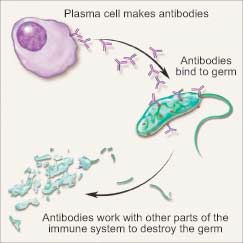 Plasma cell makes antibodies
Antibodies
bind to germ
Antibodies work with other parts of the
immune system to destroy the germ